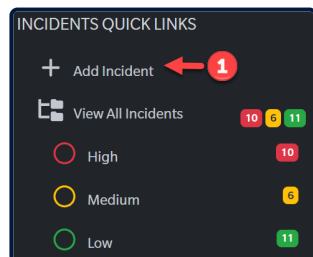 INCIDENTS QUICK LINKS
Add Incident 1
View All Incidents 10 6 11
High 10
Medium 6
Low 11